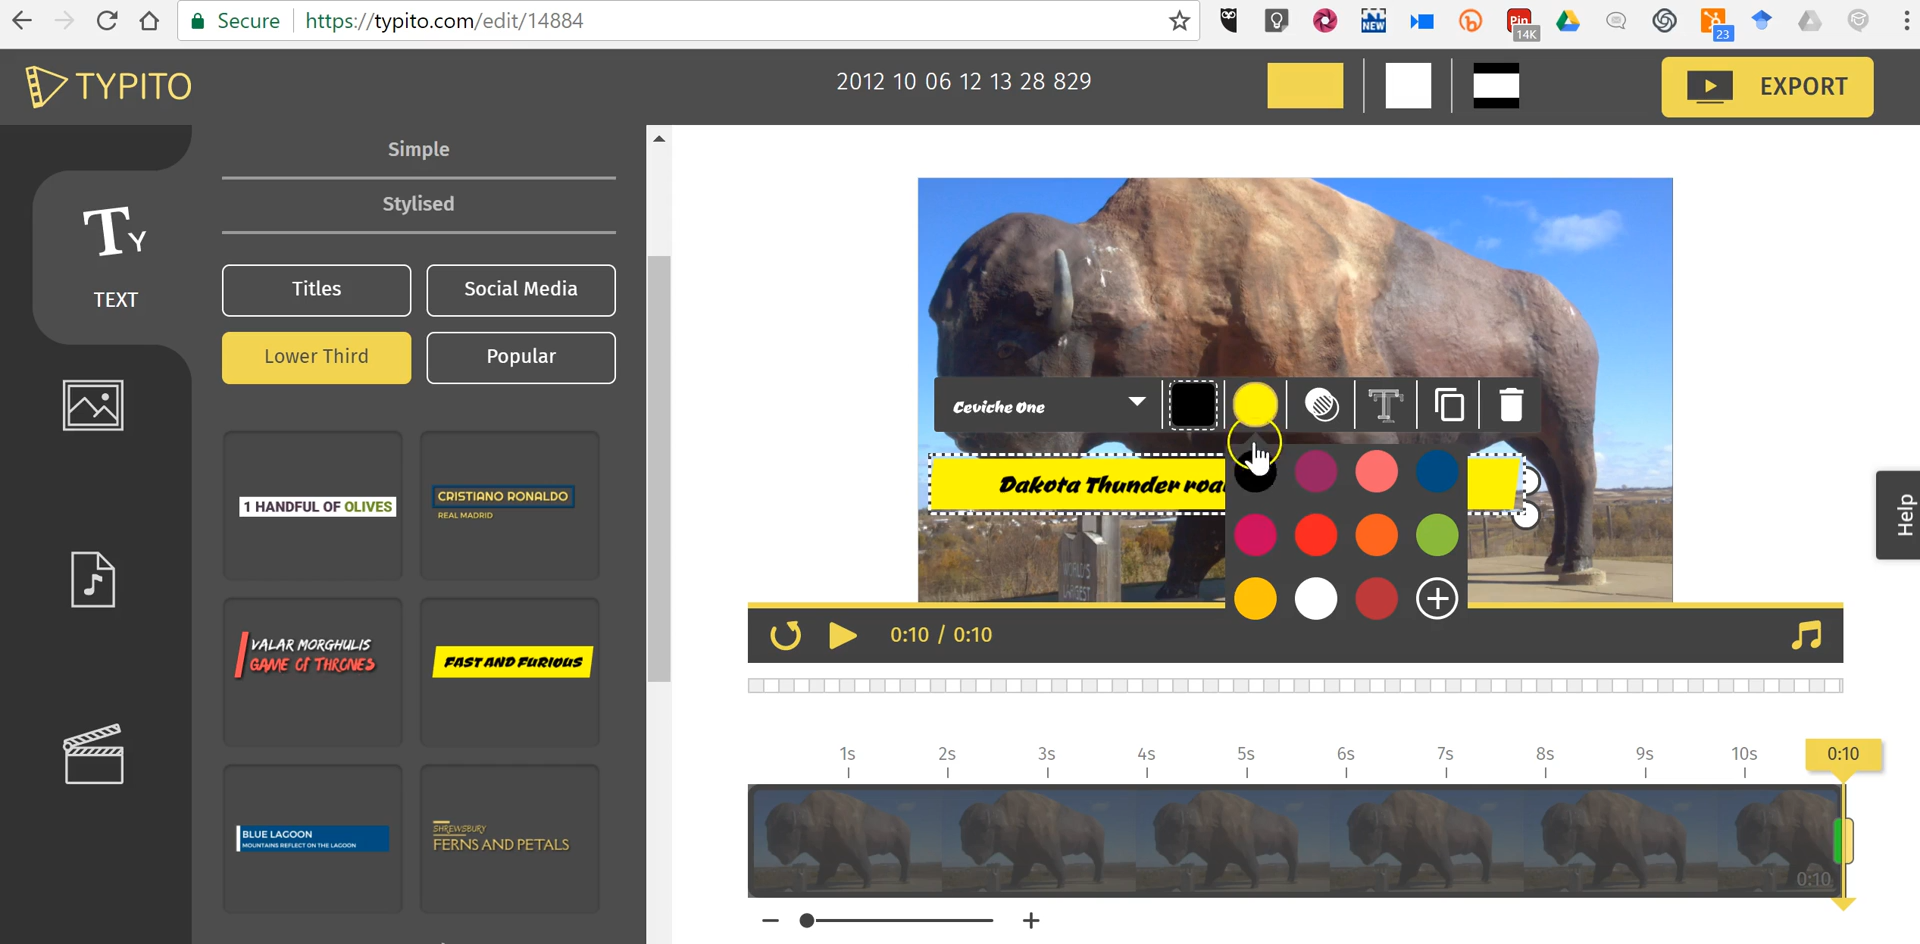 Secure
https://typito.com/edit/14884
NEW
Pin
14K
23
TYPITO
2012 10 06 12 13 28 829
EXPORT
Simple
Stylised
TY
TEXT
Titles
Social Media
Lower Third
Popular
1 HANDFUL OF OLIVES
CRISTIANO RONALDO
REAL MADRID
VALAR MORGHULIS
GAME OF THRONES
FAST AND FURIOUS
BLUE LAGOON
MOUNTAINS REFLECT ON THE LAGOON
SHREWSBURY
FERNS AND PETALS
Ceviche One
T
Dakota Thunder
WORLD'S
LARGEST
0:10 / 0:10
Help
1s 2s 3s 4s 5s 6s 7s 8s 9s 10s 0:10
0:10